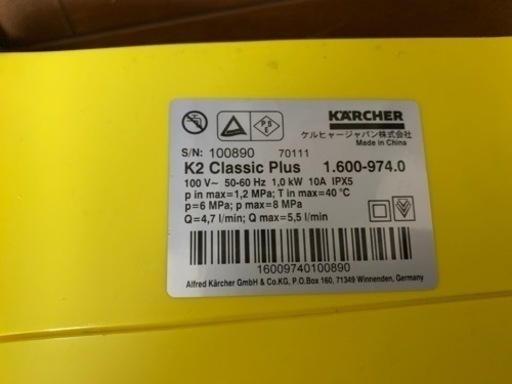 KÄRCHER
ケルヒャージャパン株式会社
Made in China
P S E
S/N: 100890 70111
K2 Classic Plus 1.600-974.0
100 V~ 50-60 Hz 1,0 kW 10A IPX5
p in max=1,2 MPa; T in max=40 °C
p=6 MPa; p max=8 MPa
Q=4,7 l/min; Q max=5,5 l/min
16009740100890
Alfred Kärcher GmbH & Co.KG, P.O.Box 160, 71349 Winnenden, Germany